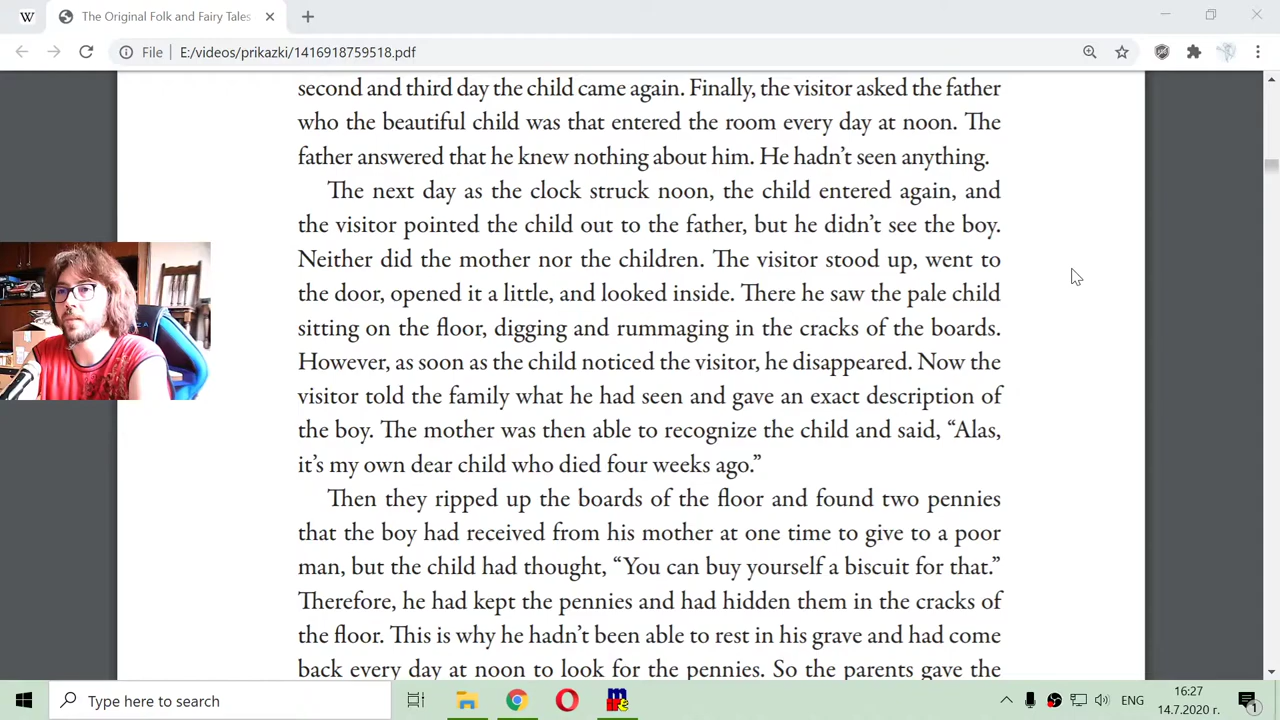 W
The Original Folk and Fairy Tales
File E:/videos/prikazki/1416918759518.pdf
second and third day the child came again. Finally, the visitor asked the father
who the beautiful child was that entered the room every day at noon. The
father answered that he knew nothing about him. He hadn’t seen anything.
The next day as the clock struck noon, the child entered again, and
the visitor pointed the child out to the father, but he didn’t see the boy.
Neither did the mother nor the children. The visitor stood up, went to
the door, opened it a little, and looked inside. There he saw the pale child
sitting on the floor, digging and rummaging in the cracks of the boards.
However, as soon as the child noticed the visitor, he disappeared. Now the
visitor told the family what he had seen and gave an exact description of
the boy. The mother was then able to recognize the child and said, “Alas,
it’s my own dear child who died four weeks ago.”
Then they ripped up the boards of the floor and found two pennies
that the boy had received from his mother at one time to give to a poor
man, but the child had thought, “You can buy yourself a biscuit for that.”
Therefore, he had kept the pennies and had hidden them in the cracks of
the floor. This is why he hadn’t been able to rest in his grave and had come
back every day at noon to look for the pennies. So the parents gave the
Type here to search
ЕНГ
16:27
14.7.2020 г.
1